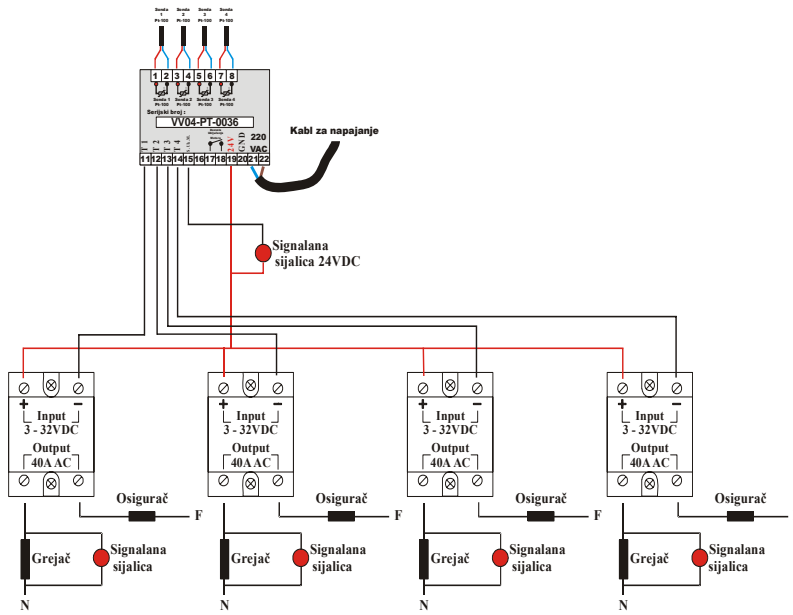 Sonda Sonda Sonda Sonda
1 2 3 4
Pt-100 Pt-100 Pt-100 Pt-100
1 2 3 4 5 6 7 8
Sonda 1 Sonda 2 Sonda 3 Sonda 4
Pt-100 Pt-100 Pt-100 Pt-100
Serijski broj :
VV04-PT-0036
T1 T2 T3 T4 24V GND 220
VAC
11 12 13 14 15 16 17 18 19 20 21 22
Kabl za napajanje
Signalana
sijalica 24VDC
+ − + − + − + −
Input Input Input Input
3 - 32VDC 3 - 32VDC 3 - 32VDC 3 - 32VDC
Output Output Output Output
40A AC 40A AC 40A AC 40A AC
Osigurač Osigurač Osigurač Osigurač
F F F
Grejač Signalana Grejač Signalana Grejač Signalana Grejač Signalana
sijalica sijalica sijalica sijalica
N N N N